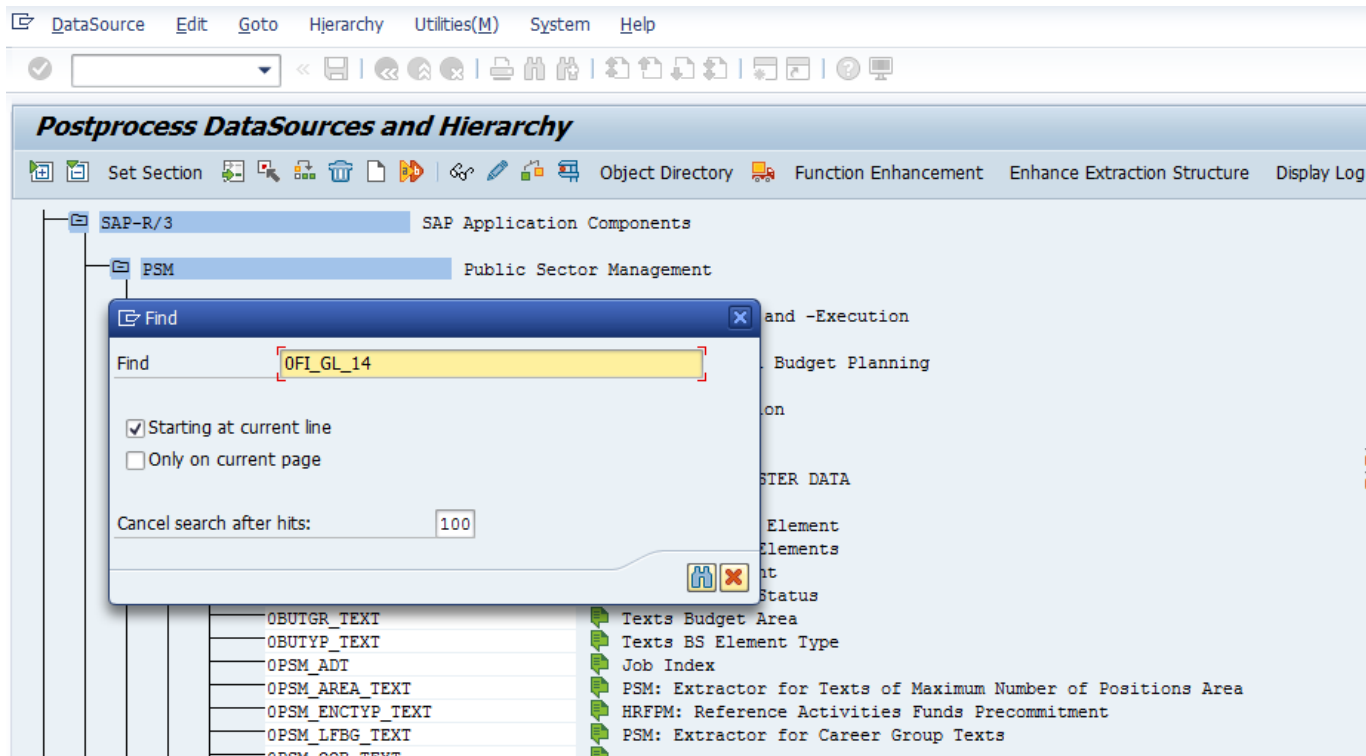 DataSource Edit Goto Hierarchy Utilities(M) System Help
Postprocess DataSources and Hierarchy
Set Section Object Directory Function Enhancement Enhance Extraction Structure Display Log
SAP-R/3 SAP Application Components
PSM Public Sector Management
Find
and -Execution
Find 0FI_GL_14
Budget Planning
on
Starting at current line
Only on current page
STER DATA
Cancel search after hits: 100
Element
Elements
nt
Status
0BUTGR_TEXT Texts Budget Area
0BUTYP_TEXT Texts BS Element Type
0PSM_ADT Job Index
0PSM_AREA_TEXT PSM: Extractor for Texts of Maximum Number of Positions Area
0PSM_ENCTYP_TEXT HRFPM: Reference Activities Funds Precommitment
0PSM_LFBG_TEXT PSM: Extractor for Career Group Texts